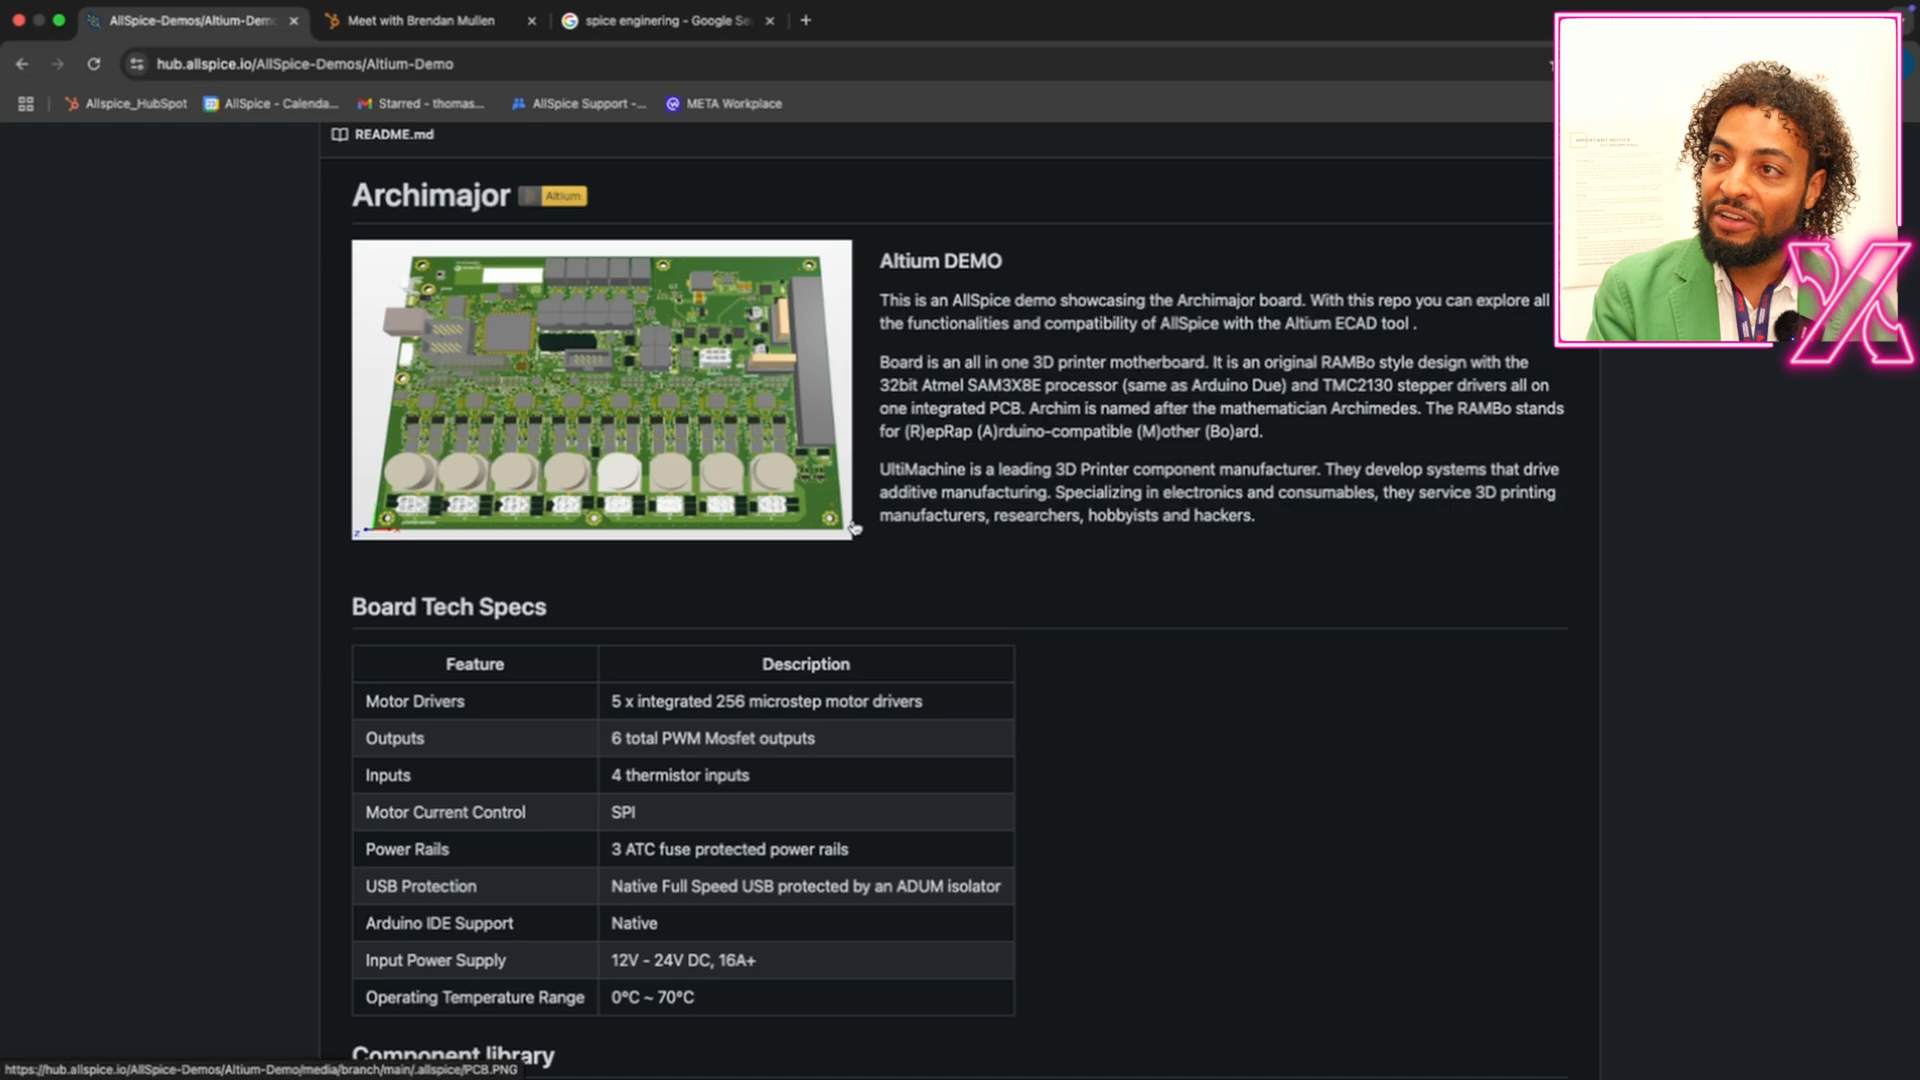 AllSpice-Demos/Altium-Dem
Meet with Brendan Mullen
spice enginering - Google Se
hub.allspice.io/AllSpice-Demos/Altium-Demo
Allspice_HubSpot
AllSpice - Calenda...
Starred - thomas...
AllSpice Support -...
META Workplace
README.md
Archimajor
Altium
Altium DEMO
This is an AllSpice demo showcasing the Archimajor board. With this repo you can explore all
the functionalities and compatibility of AllSpice with the Altium ECAD tool .
Board is an all in one 3D printer motherboard. It is an original RAMBo style design with the
32bit Atmel SAM3X8E processor (same as Arduino Due) and TMC2130 stepper drivers all on
one integrated PCB. Archim is named after the mathematician Archimedes. The RAMBo stands
for (R)epRap (A)rduino-compatible (M)other (Bo)ard.
UltiMachine is a leading 3D Printer component manufacturer. They develop systems that drive
additive manufacturing. Specializing in electronics and consumables, they service 3D printing
manufacturers, researchers, hobbyists and hackers.
Board Tech Specs
Feature Description
Motor Drivers 5 x integrated 256 microstep motor drivers
Outputs 6 total PWM Mosfet outputs
Inputs 4 thermistor inputs
Motor Current Control SPI
Power Rails 3 ATC fuse protected power rails
USB Protection Native Full Speed USB protected by an ADUM isolator
Arduino IDE Support Native
Input Power Supply 12V - 24V DC, 16A+
Operating Temperature Range 0°C ~ 70°C
Component library
https://hub.allspice.io/AllSpice-Demos/Altium-Demo/media/branch/main/.allspice/PCB.PNG
IMPORTANT NOTICE